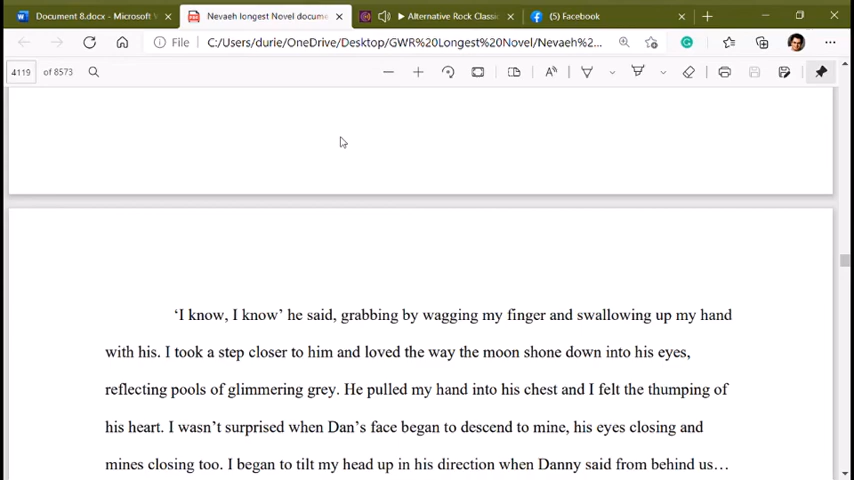 Document 8.docx - Microsoft
Nevaeh longest Novel docume
Alternative Rock Classic
(5) Facebook
File
C:/Users/durie/OneDrive/Desktop/GWR%20Longest%20Novel/Nevaeh%2...
4119 of 8573
‘I know, I know’ he said, grabbing by wagging my finger and swallowing up my hand
with his. I took a step closer to him and loved the way the moon shone down into his eyes,
reflecting pools of glimmering grey. He pulled my hand into his chest and I felt the thumping of
his heart. I wasn’t surprised when Dan’s face began to descend to mine, his eyes closing and
mines closing too. I began to tilt my head up in his direction when Danny said from behind us…